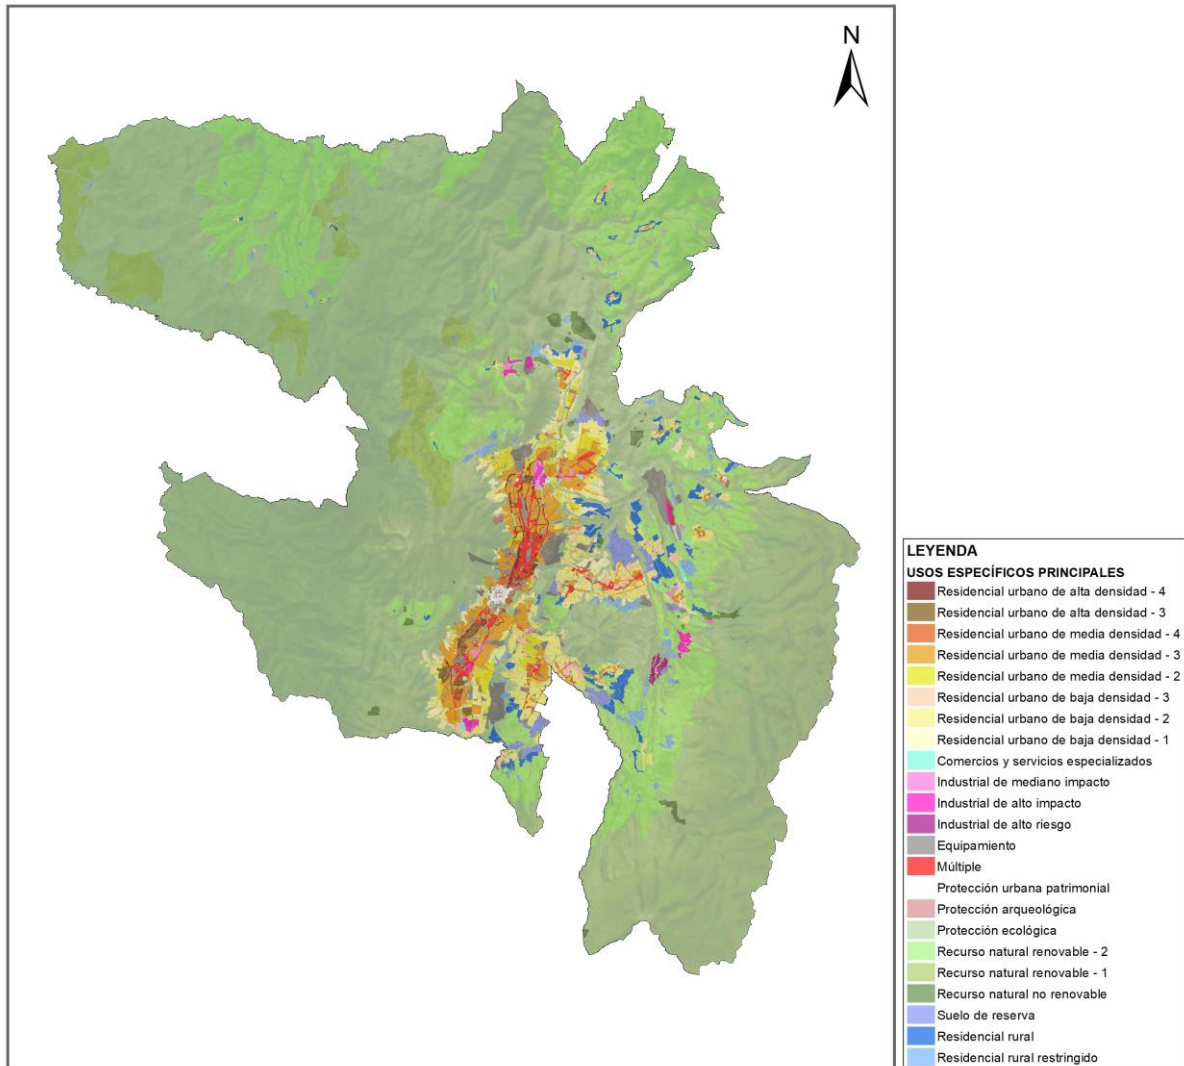 N
LEYENDA
USOS ESPECÍFICOS PRINCIPALES
Residencial urbano de alta densidad - 4
Residencial urbano de alta densidad - 3
Residencial urbano de media densidad - 4
Residencial urbano de media densidad - 3
Residencial urbano de media densidad - 2
Residencial urbano de baja densidad - 3
Residencial urbano de baja densidad - 2
Residencial urbano de baja densidad - 1
Comercios y servicios especializados
Industrial de mediano impacto
Industrial de alto impacto
Industrial de alto riesgo
Equipamiento
Múltiple
Protección urbana patrimonial
Protección arqueológica
Protección ecológica
Recurso natural renovable - 2
Recurso natural renovable - 1
Recurso natural no renovable
Suelo de reserva
Residencial rural
Residencial rural restringido